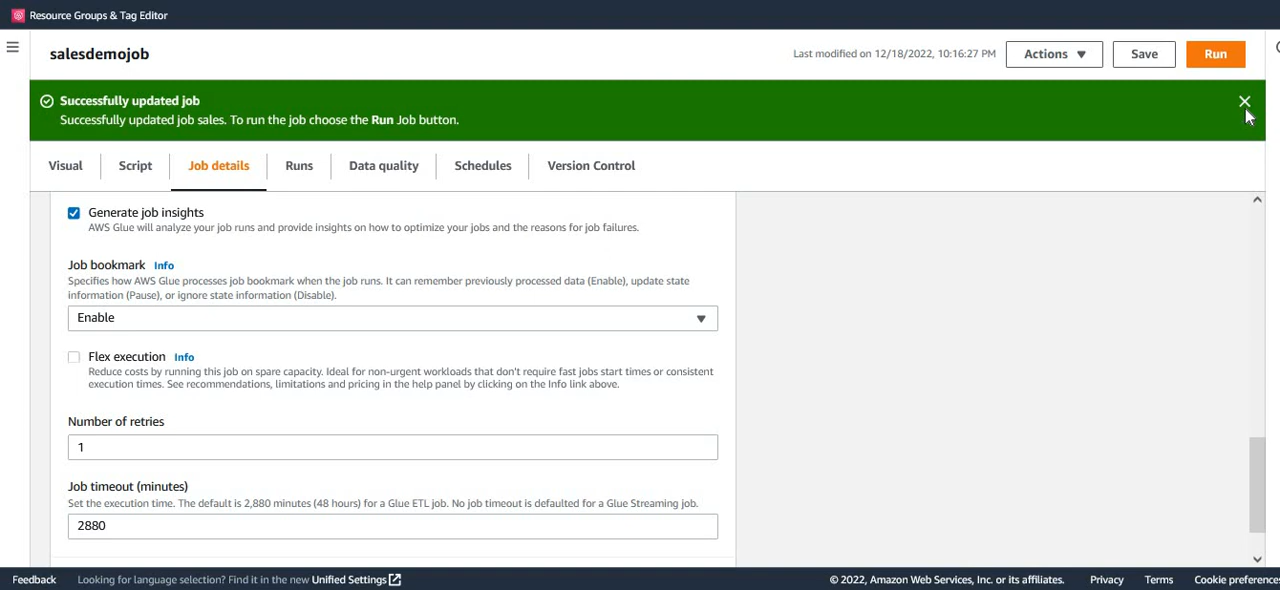 Resource Groups & Tag Editor
salesdemojob
Last modified on 12/18/2022, 10:16:27 PM
Actions
Save
Run
Successfully updated job
Successfully updated job sales. To run the job choose the Run Job button.
Visual
Script
Job details
Runs
Data quality
Schedules
Version Control
Generate job insights
AWS Glue will analyze your job runs and provide insights on how to optimize your jobs and the reasons for job failures.
Job bookmark Info
Specifies how AWS Glue processes job bookmark when the job runs. It can remember previously processed data (Enable), update state
information (Pause), or ignore state information (Disable).
Enable
Flex execution Info
Reduce costs by running this job on spare capacity. Ideal for non-urgent workloads that don't require fast jobs start times or consistent
execution times. See recommendations, limitations and pricing in the help panel by clicking on the Info link above.
Number of retries
1
Job timeout (minutes)
Set the execution time. The default is 2,880 minutes (48 hours) for a Glue ETL job. No job timeout is defaulted for a Glue Streaming job.
2880
Feedback
Looking for language selection? Find it in the new Unified Settings
© 2022, Amazon Web Services, Inc. or its affiliates.
Privacy
Terms
Cookie preferences